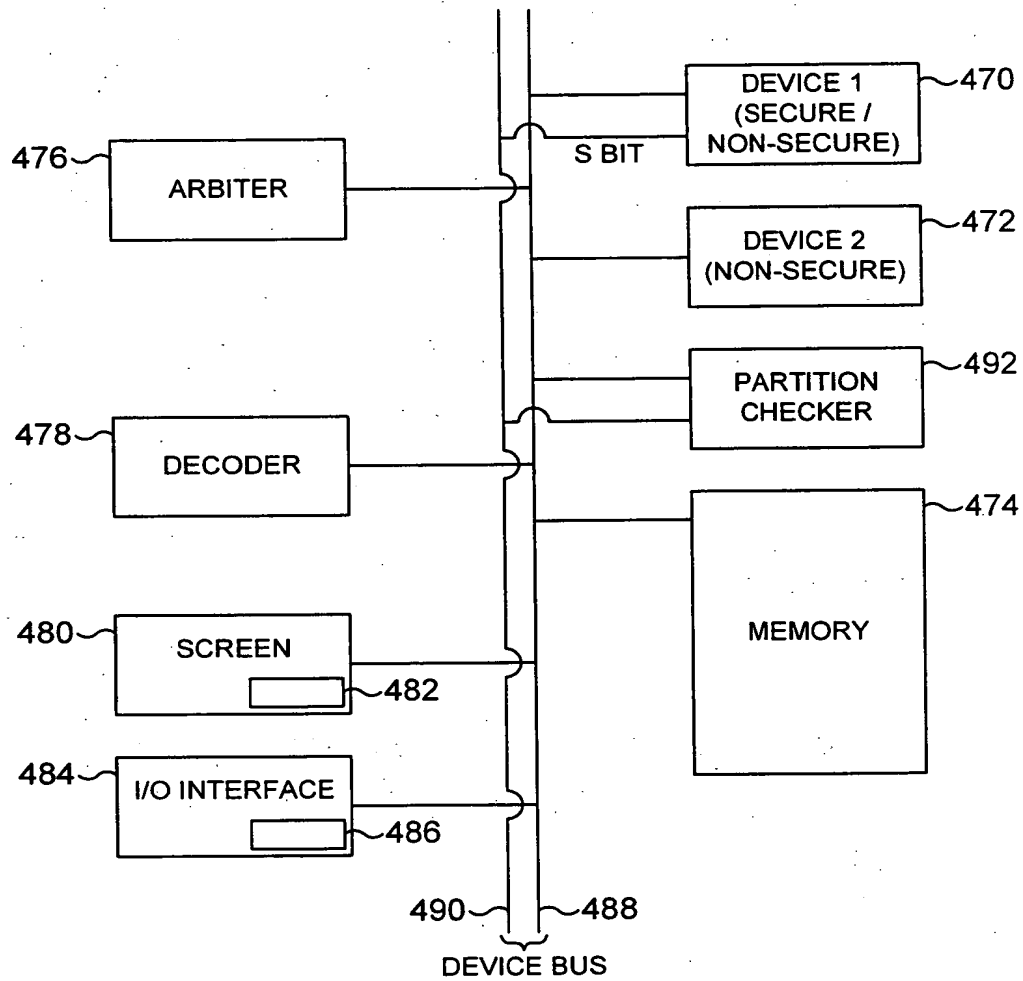 DEVICE 1
(SECURE /
NON-SECURE)
470
S BIT
476
ARBITER
DEVICE 2
(NON-SECURE)
472
PARTITION
CHECKER
492
478
DECODER
474
MEMORY
480
SCREEN
482
484
I/O INTERFACE
486
490
488
DEVICE BUS